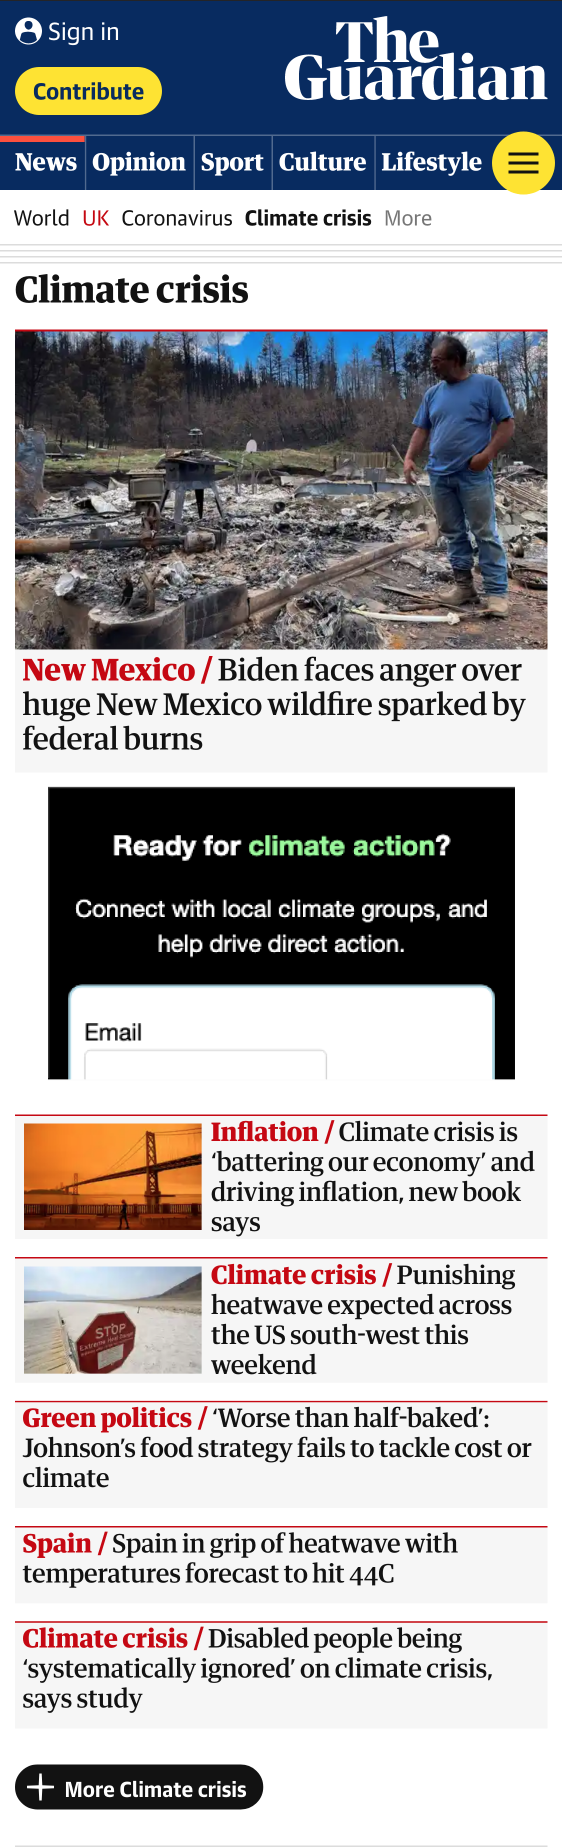 Sign in
The
Guardian
Contribute
News Opinion Sport Culture Lifestyle
World UK Coronavirus Climate crisis More
Climate crisis
New Mexico / Biden faces anger over
huge New Mexico wildfire sparked by
federal burns
Ready for climate action?
Connect with local climate groups, and
help drive direct action.
Email
Inflation / Climate crisis is
‘battering our economy’ and
driving inflation, new book
says
STOP
Extreme Heat Danger
Climate crisis / Punishing
heatwave expected across
the US south-west this
weekend
Green politics / ‘Worse than half-baked’:
Johnson’s food strategy fails to tackle cost or
climate
Spain / Spain in grip of heatwave with
temperatures forecast to hit 44C
Climate crisis / Disabled people being
‘systematically ignored’ on climate crisis,
says study
More Climate crisis